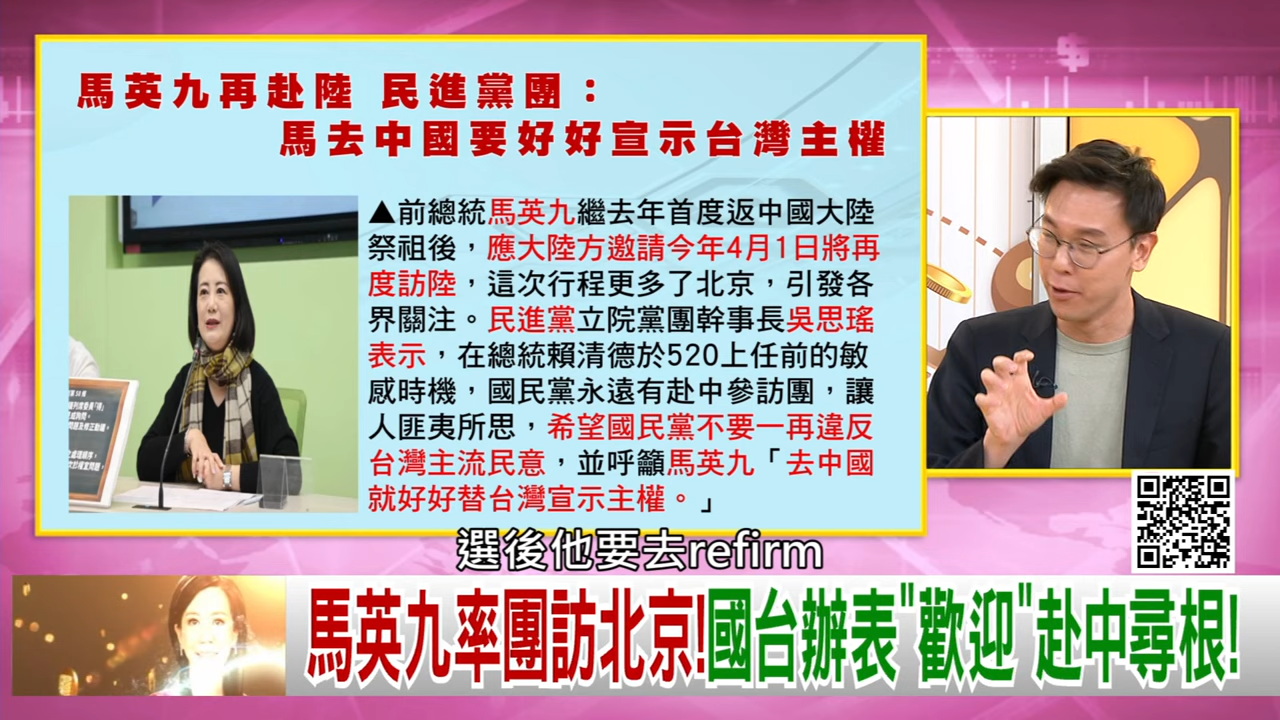 馬英九再赴陸 民進黨團：
馬去中國要好好宣示台灣主權
▲前總統馬英九繼去年首度返中國大陸
祭祖後，應大陸方邀請今年4月1日將再
度訪陸，這次行程更多了北京，引發各
界關注。民進黨立院黨團幹事長吳思瑤
表示，在總統賴清德於520上任前的敏
感時機，國民黨永遠有赴中參訪團，讓
人匪夷所思，希望國民黨不要一再違反
台灣主流民意，並呼籲馬英九「去中國
就好好替台灣宣示主權。」
選後他要去refirm
馬英九率團訪北京!國台辦表"歡迎"赴中尋根!